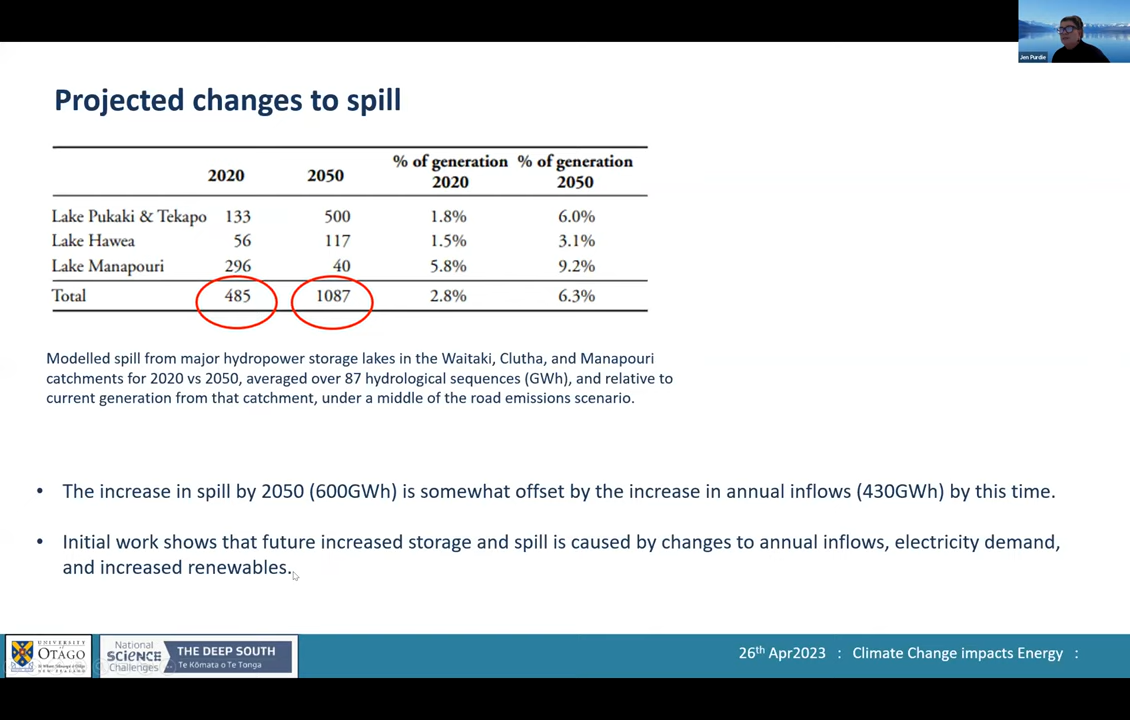 Jen Purdie
Projected changes to spill
2020 2050 % of generation 2020 % of generation 2050
Lake Pukaki & Tekapo 133 500 1.8% 6.0%
Lake Hawea 56 117 1.5% 3.1%
Lake Manapouri 296 40 5.8% 9.2%
Total 485 1087 2.8% 6.3%
Modelled spill from major hydropower storage lakes in the Waitaki, Clutha, and Manapouri
catchments for 2020 vs 2050, averaged over 87 hydrological sequences (GWh), and relative to
current generation from that catchment, under a middle of the road emissions scenario.
• The increase in spill by 2050 (600GWh) is somewhat offset by the increase in annual inflows (430GWh) by this time.
• Initial work shows that future increased storage and spill is caused by changes to annual inflows, electricity demand,
and increased renewables.
UNIVERSITY
of
OTAGO
NEW ZEALAND
National
SCIENCE
Challenges
THE DEEP SOUTH
Te Kōmata o Te Tonga
26th Apr2023 : Climate Change impacts Energy :